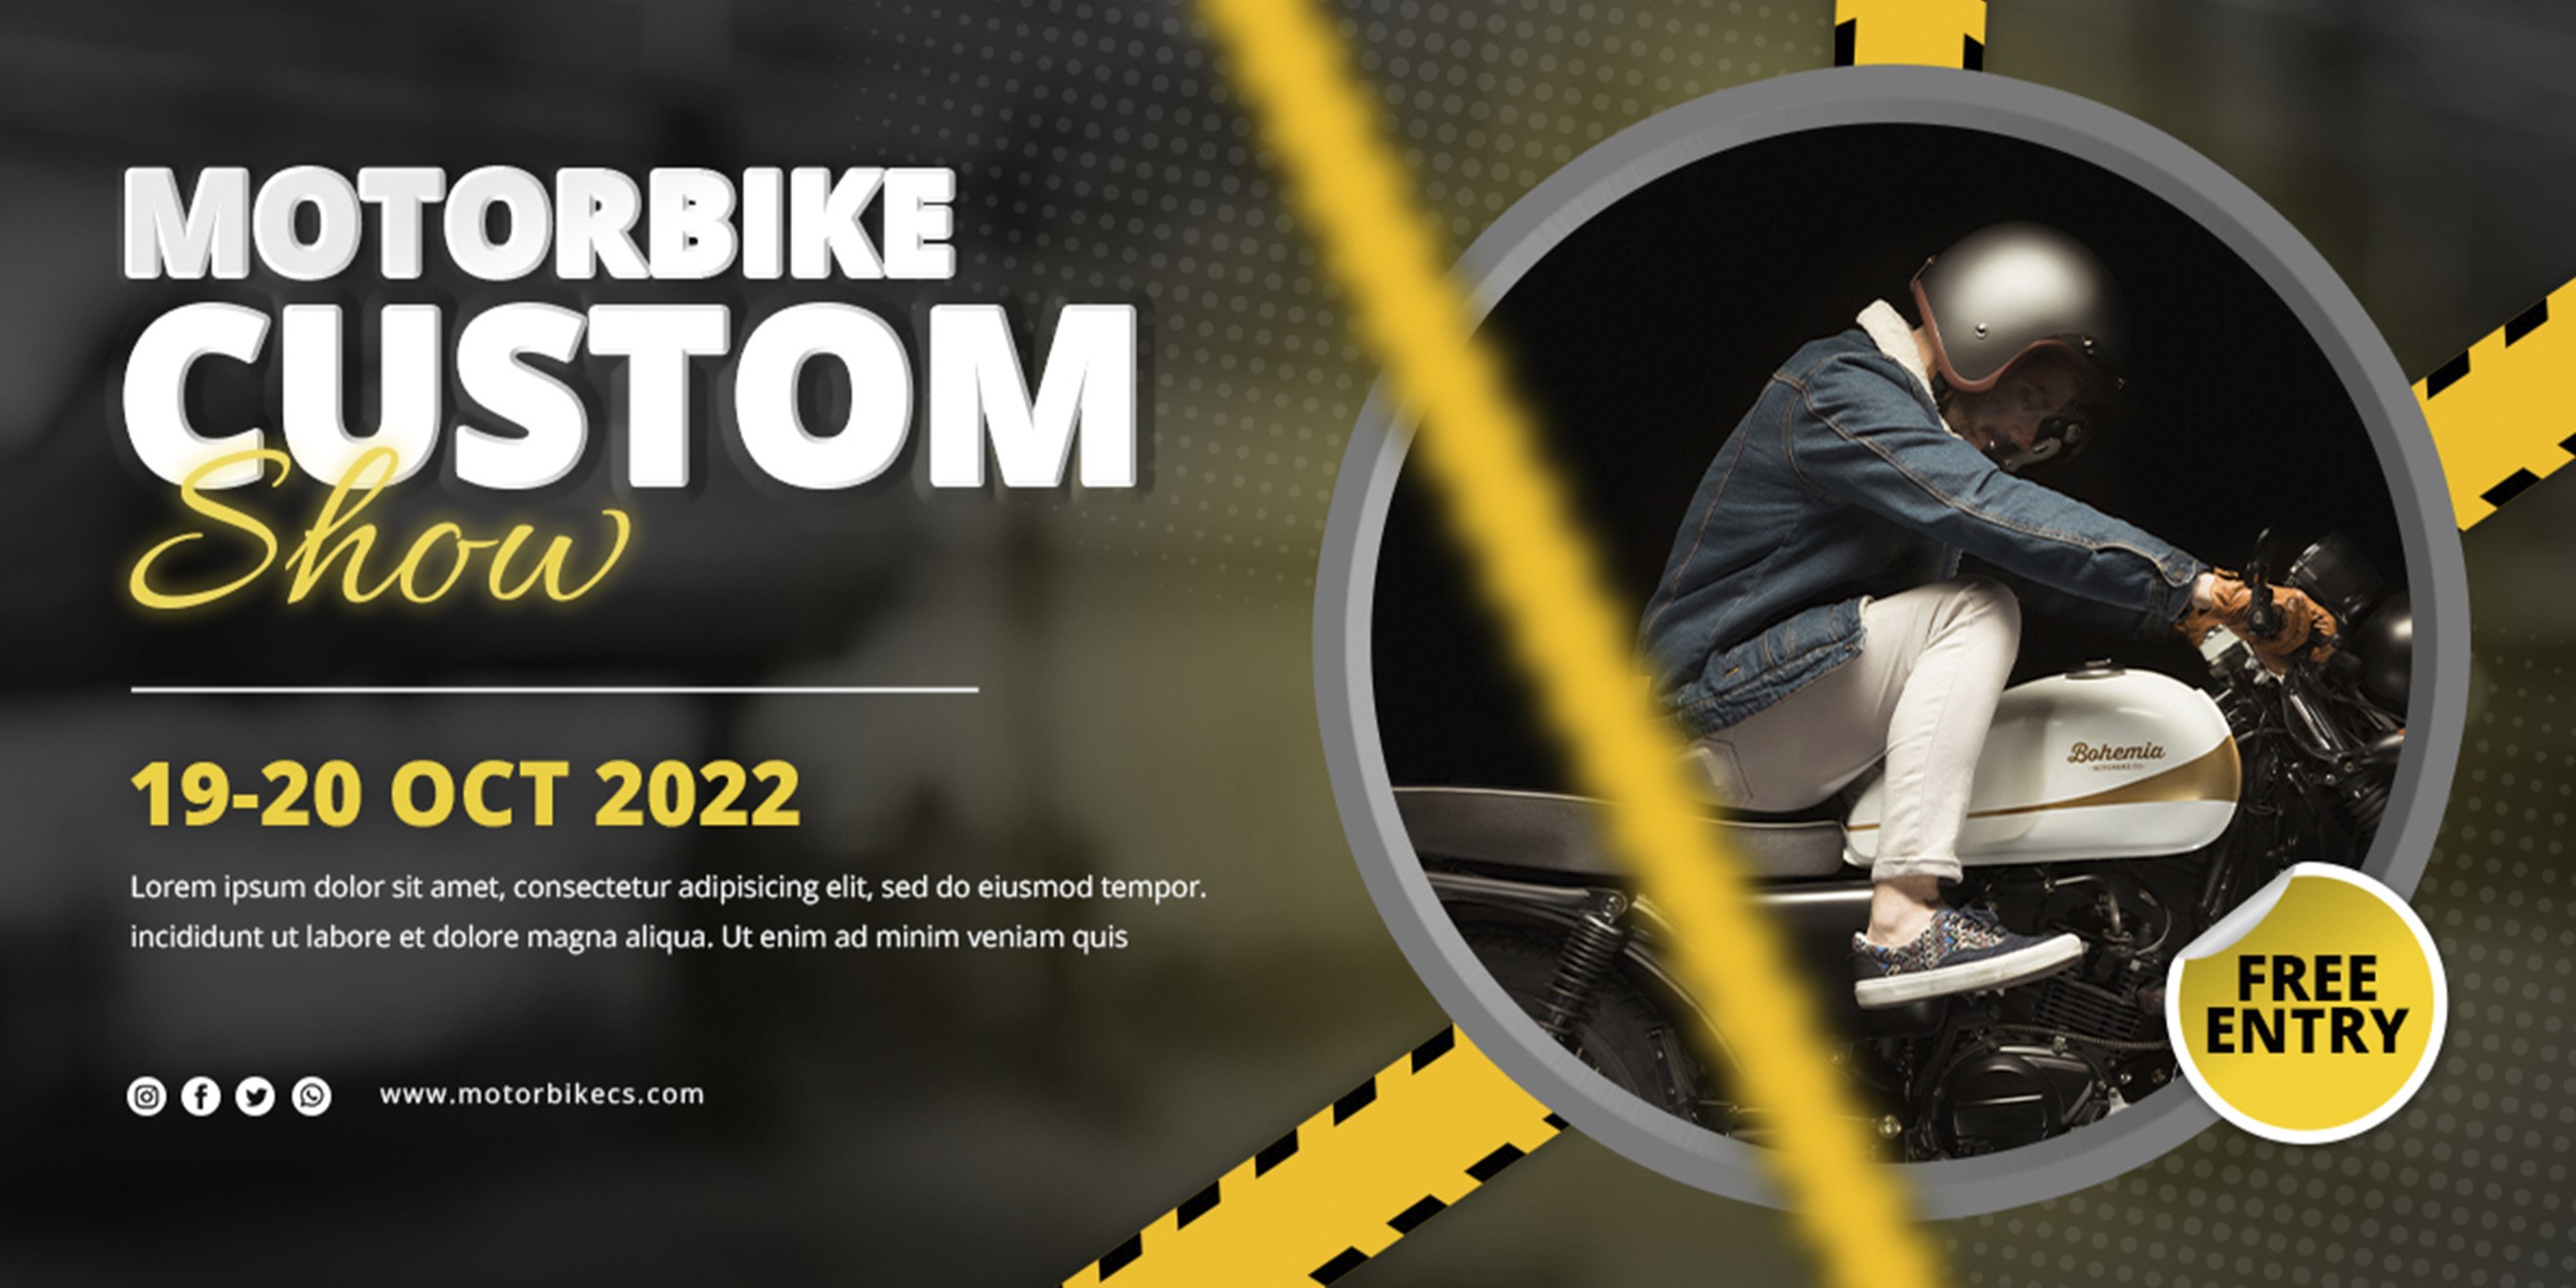 MOTORBIKE
CUSTOM
Show
19-20 OCT 2022
Lorem ipsum dolor sit amet, consectetur adipisicing elit, sed do eiusmod tempor.
incididunt ut labore et dolore magna aliqua. Ut enim ad minim veniam quis
www.motorbikecs.com
Bohemia
FREE
ENTRY